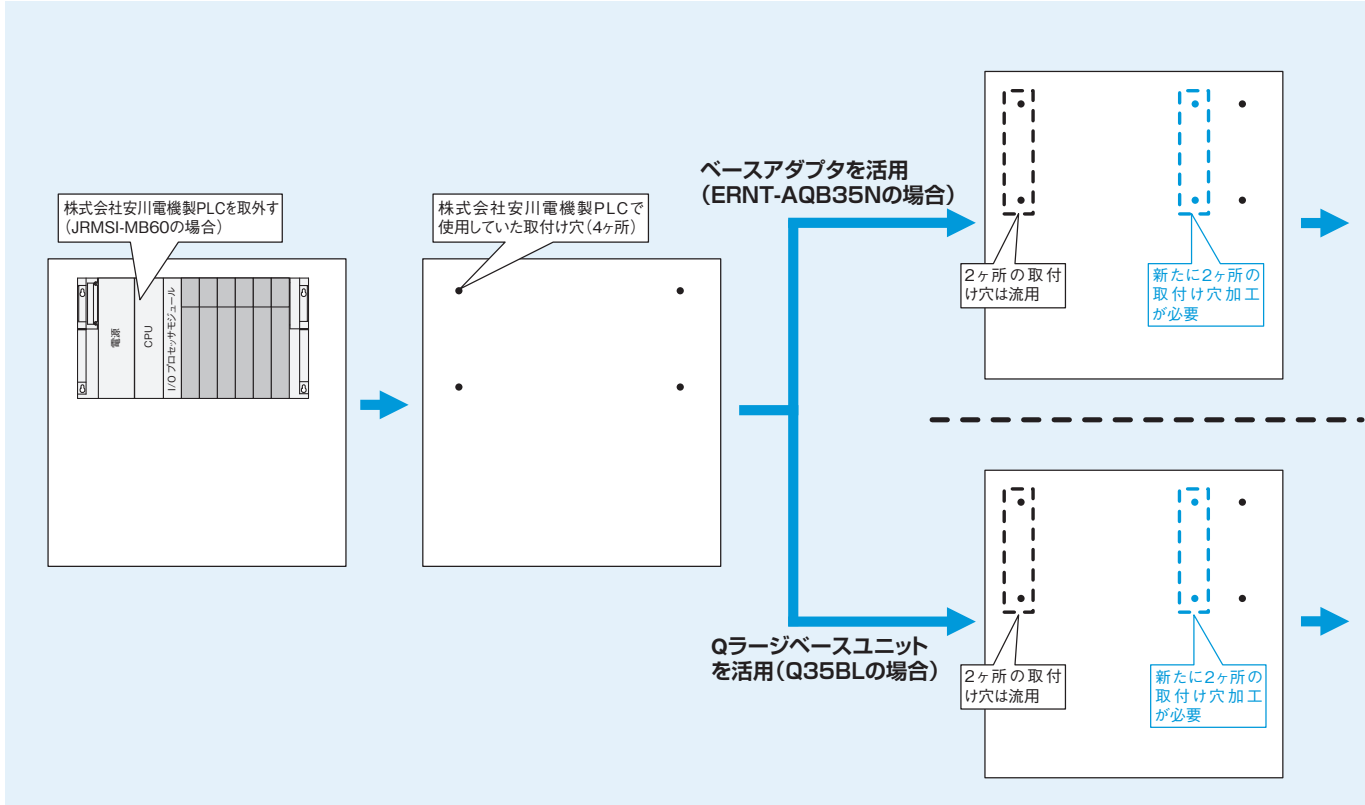 株式会社安川電機製PLCを取外す
(JRMSI-MB60の場合)
電源
CPU
I/Oプロセッサモジュール
株式会社安川電機製PLCで
使用していた取付け穴(4ヶ所)
ベースアダプタを活用
(ERNT-AQB35Nの場合)
2ヶ所の取付
け穴は流用
新たに2ヶ所の
取付け穴加工
が必要
Qラージベースユニット
を活用(Q35BLの場合)
2ヶ所の取付
け穴は流用
新たに2ヶ所の
取付け穴加工
が必要